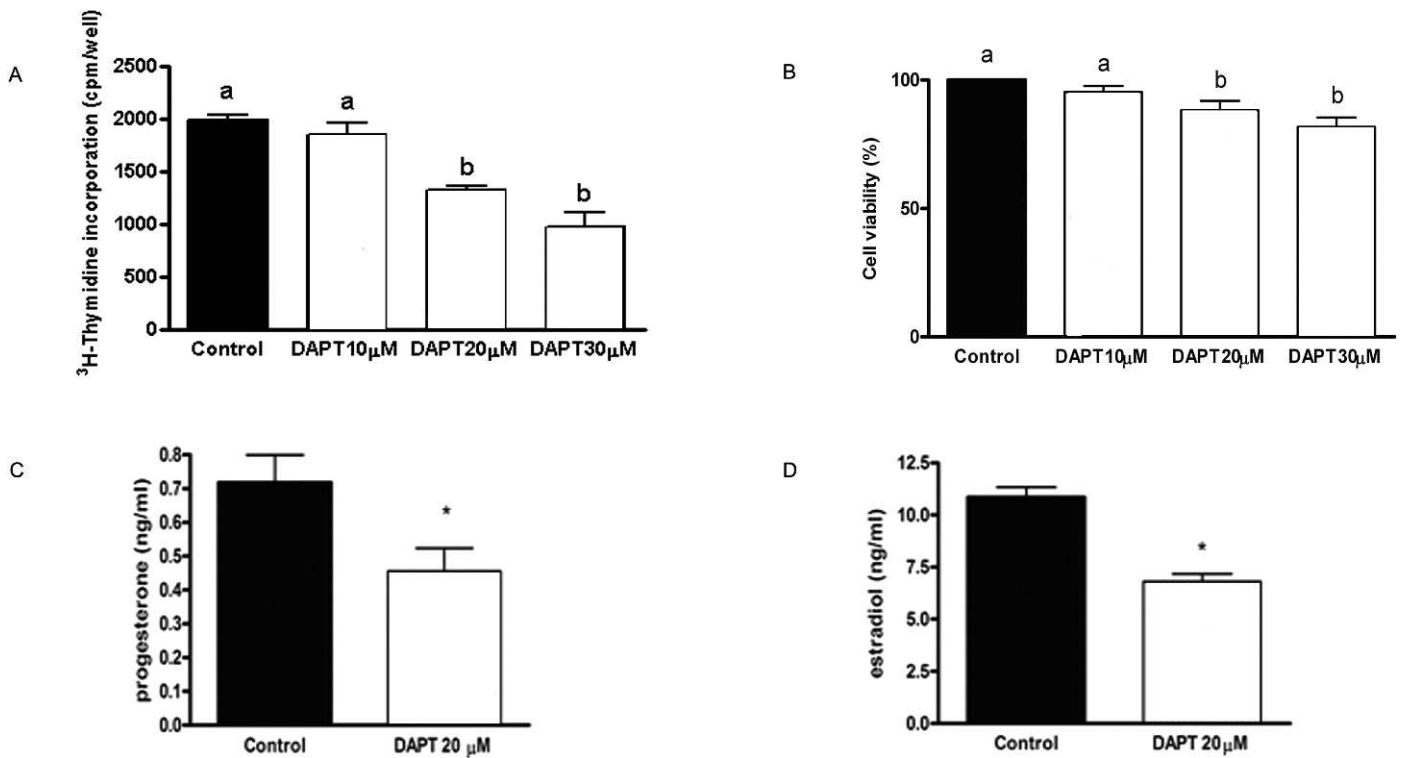 A
³H-Thymidine incorporation (cpm/well)
2500
2000
1500
1000
500
0
a
a
b
b
Control
DAPT10μM
DAPT20μM
DAPT30μM
B
Cell viability (%)
100
50
0
a
a
b
b
Control
DAPT10μM
DAPT20μM
DAPT30μM
C
progesterone (ng/ml)
0.8
0.7
0.6
0.5
0.4
0.3
0.2
0.1
0.0
*
Control
DAPT 20 μM
D
estradiol (ng/ml)
12.5
10.0
7.5
5.0
2.5
0.0
*
Control
DAPT 20μM